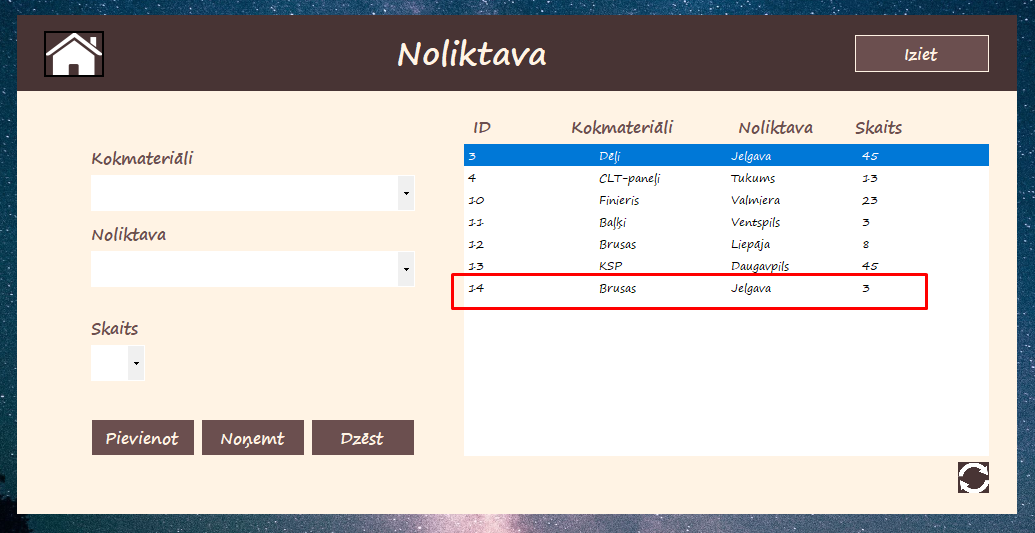 Noliktava
Iziet
Kokmateriāli
Noliktava
Skaits
Pievienot Noņemt Dzēst
ID Kokmateriāli Noliktava Skaits
3 Dēļi Jelgava 45
4 CLT-paneļi Tukums 13
10 Finieris Valmiera 23
11 Baļķi Ventspils 3
12 Brusas Liepāja 8
13 KSP Daugavpils 45
14 Brusas Jelgava 3